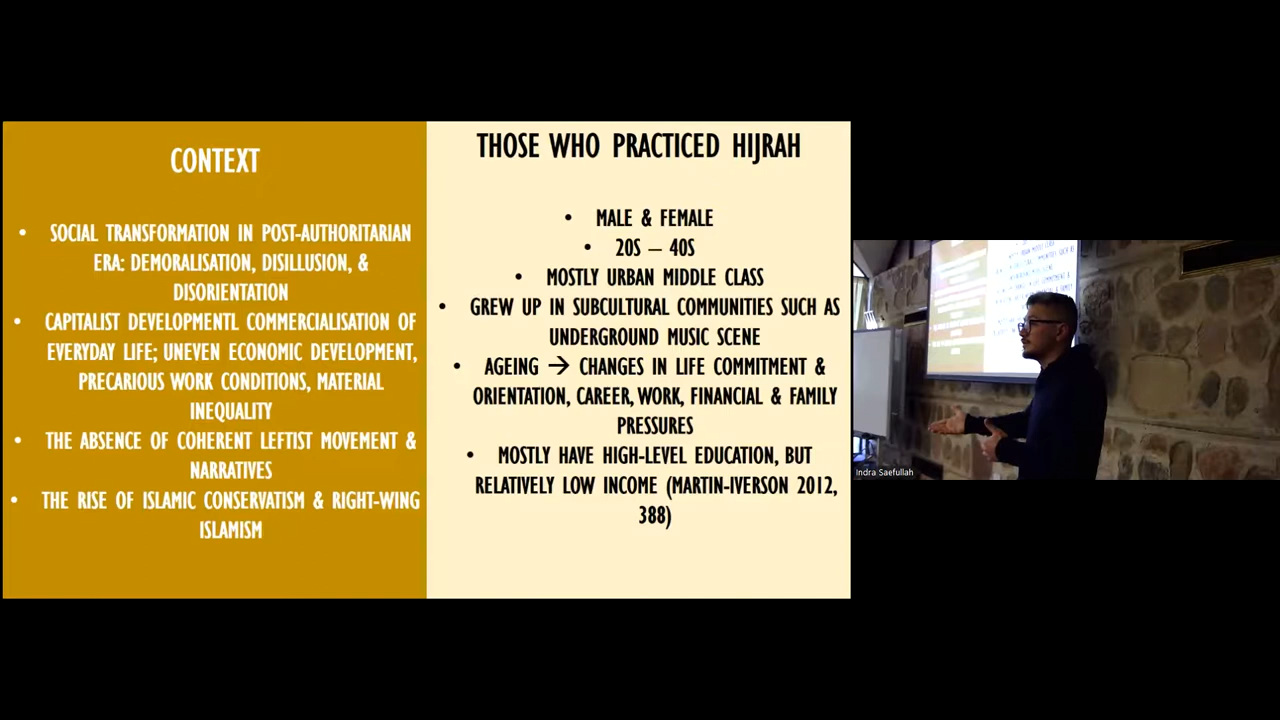 CONTEXT
• SOCIAL TRANSFORMATION IN POST-AUTHORITARIAN
ERA: DEMORALISATION, DISILLUSION, &
DISORIENTATION
• CAPITALIST DEVELOPMENTL COMMERCIALISATION OF
EVERYDAY LIFE; UNEVEN ECONOMIC DEVELOPMENT,
PRECARIOUS WORK CONDITIONS, MATERIAL
INEQUALITY
• THE ABSENCE OF COHERENT LEFTIST MOVEMENT &
NARRATIVES
• THE RISE OF ISLAMIC CONSERVATISM & RIGHT-WING
ISLAMISM
THOSE WHO PRACTICED HIJRAH
• MALE & FEMALE
• 20S – 40S
• MOSTLY URBAN MIDDLE CLASS
• GREW UP IN SUBCULTURAL COMMUNITIES SUCH AS
UNDERGROUND MUSIC SCENE
• AGEING → CHANGES IN LIFE COMMITMENT &
ORIENTATION, CAREER, WORK, FINANCIAL & FAMILY
PRESSURES
• MOSTLY HAVE HIGH-LEVEL EDUCATION, BUT
RELATIVELY LOW INCOME (MARTIN-IVERSON 2012,
388)
Indra Saefullah